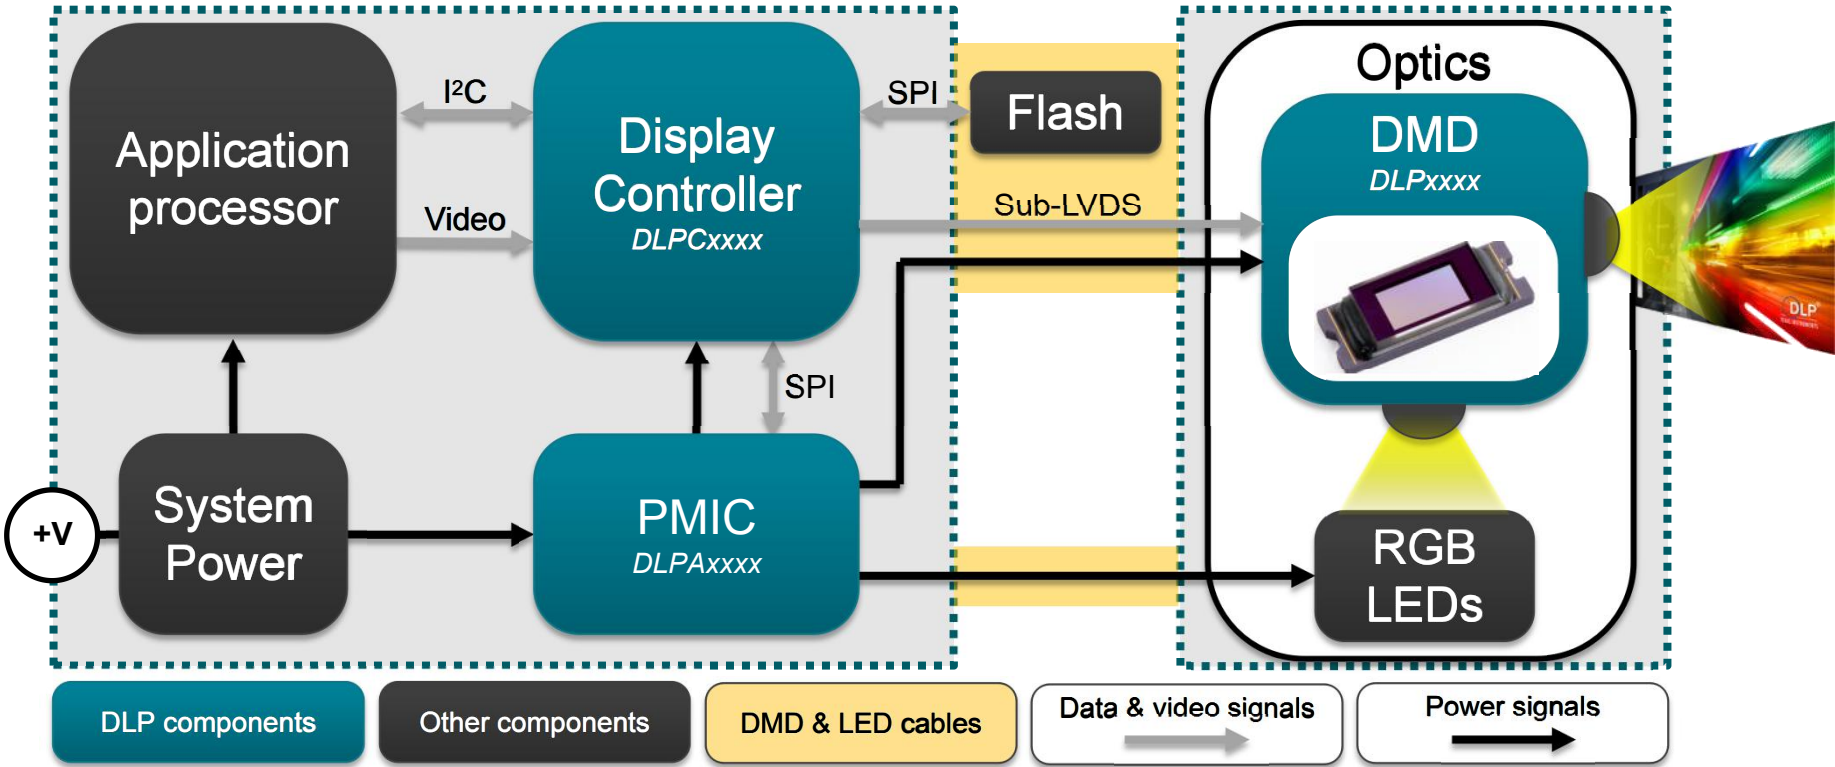 Application
processor
I²C
Video
Display
Controller
DLPCxxxx
SPI
Flash
Sub-LVDS
Optics
DMD
DLPxxxx
DLP
SPI
+V
System
Power
PMIC
DLPAxxxx
RGB
LEDs
DLP components
Other components
DMD & LED cables
Data & video signals
Power signals